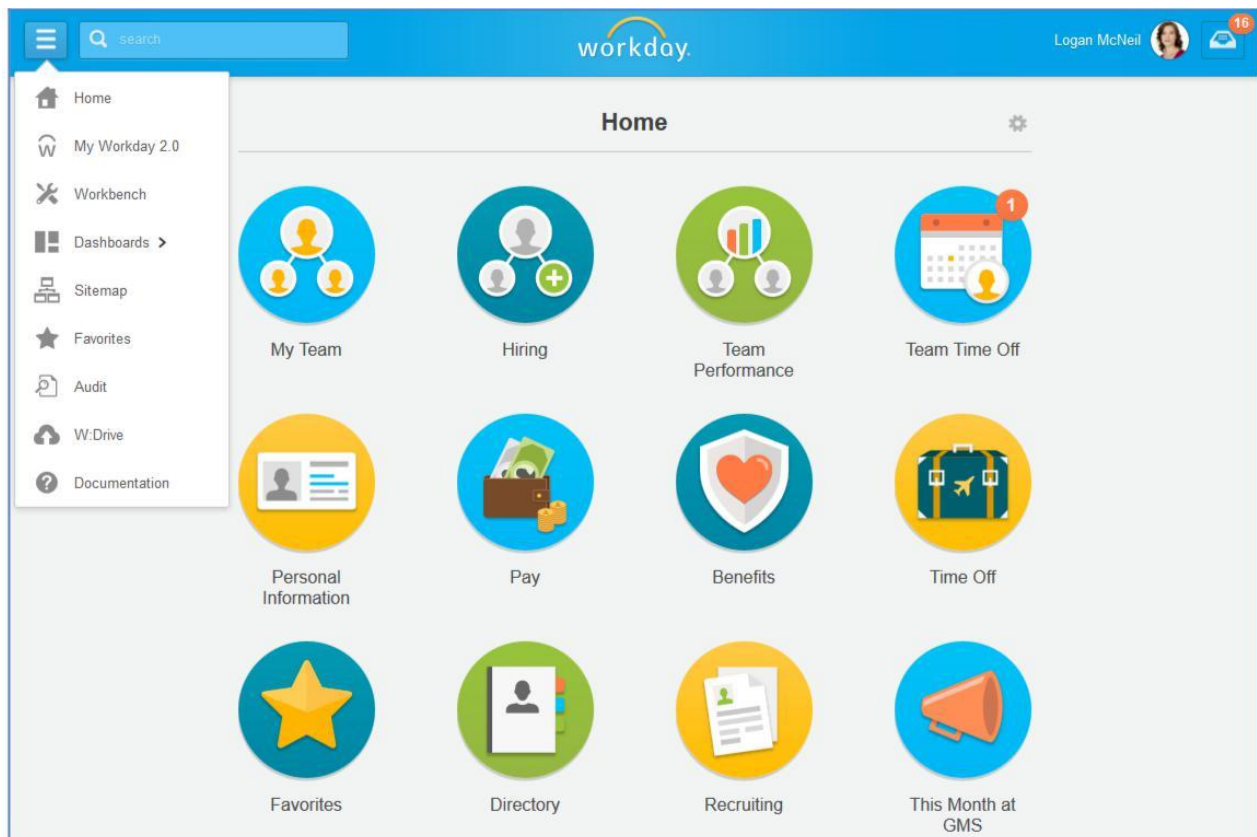 search
workday.
Logan McNeil
16
Home
My Workday 2.0
Workbench
Dashboards
Sitemap
Favorites
Audit
W:Drive
Documentation
Home
My Team
Hiring
Team
Performance
1
Team Time Off
Personal
Information
Pay
Benefits
Time Off
Favorites
Directory
Recruiting
This Month at
GMS